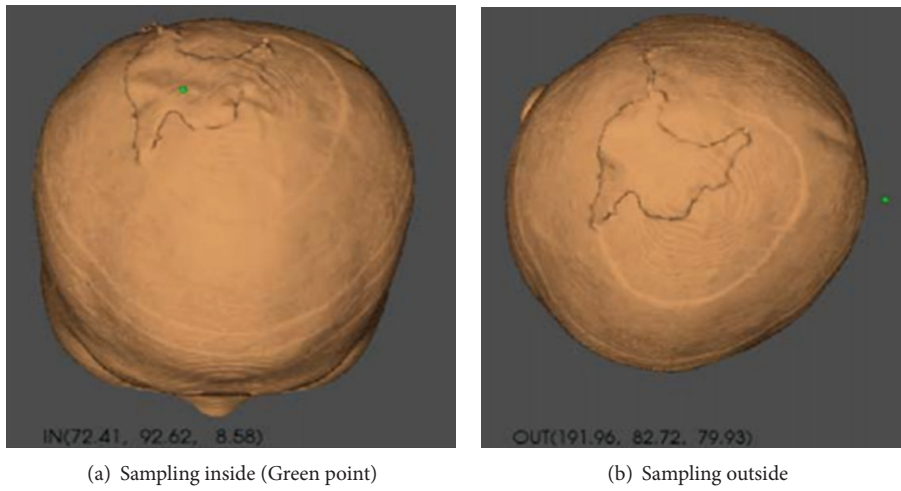 IN(72.41, 92.62, 8.58)
OUT(191.96, 82.72, 79.93)
(a) Sampling inside (Green point)
(b) Sampling outside